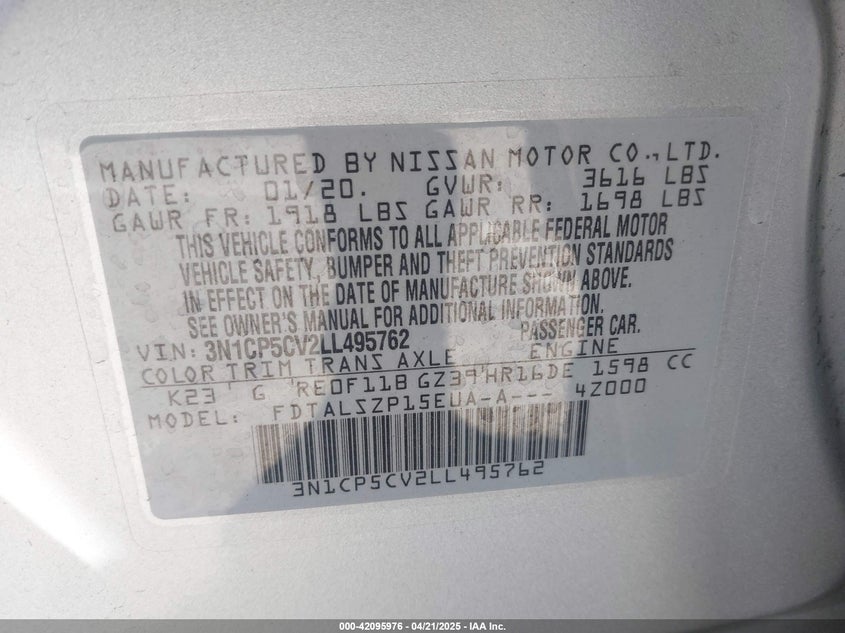 MANUFACTURED BY NISSAN MOTOR CO., LTD.
DATE: 01/20. GVWR: 3616 LBS
GAWR FR: 1918 LBS GAWR RR: 1698 LBS
THIS VEHICLE CONFORMS TO ALL APPLICABLE FEDERAL MOTOR
VEHICLE SAFETY, BUMPER AND THEFT PREVENTION STANDARDS
IN EFFECT ON THE DATE OF MANUFACTURE SHOWN ABOVE.
SEE OWNER'S MANUAL FOR ADDITIONAL INFORMATION.
VIN: 3N1CP5CV2LL495762 PASSENGER CAR.
COLOR TRIM TRANS AXLE ENGINE
K23 G RE0F11B GZ39 HR16DE 1598 CC
MODEL: FDTALSZP15EUA-A--- 4Z000
3N1CP5CV2LL495762
000-42095976 - 04/21/2025 - IAA Inc.